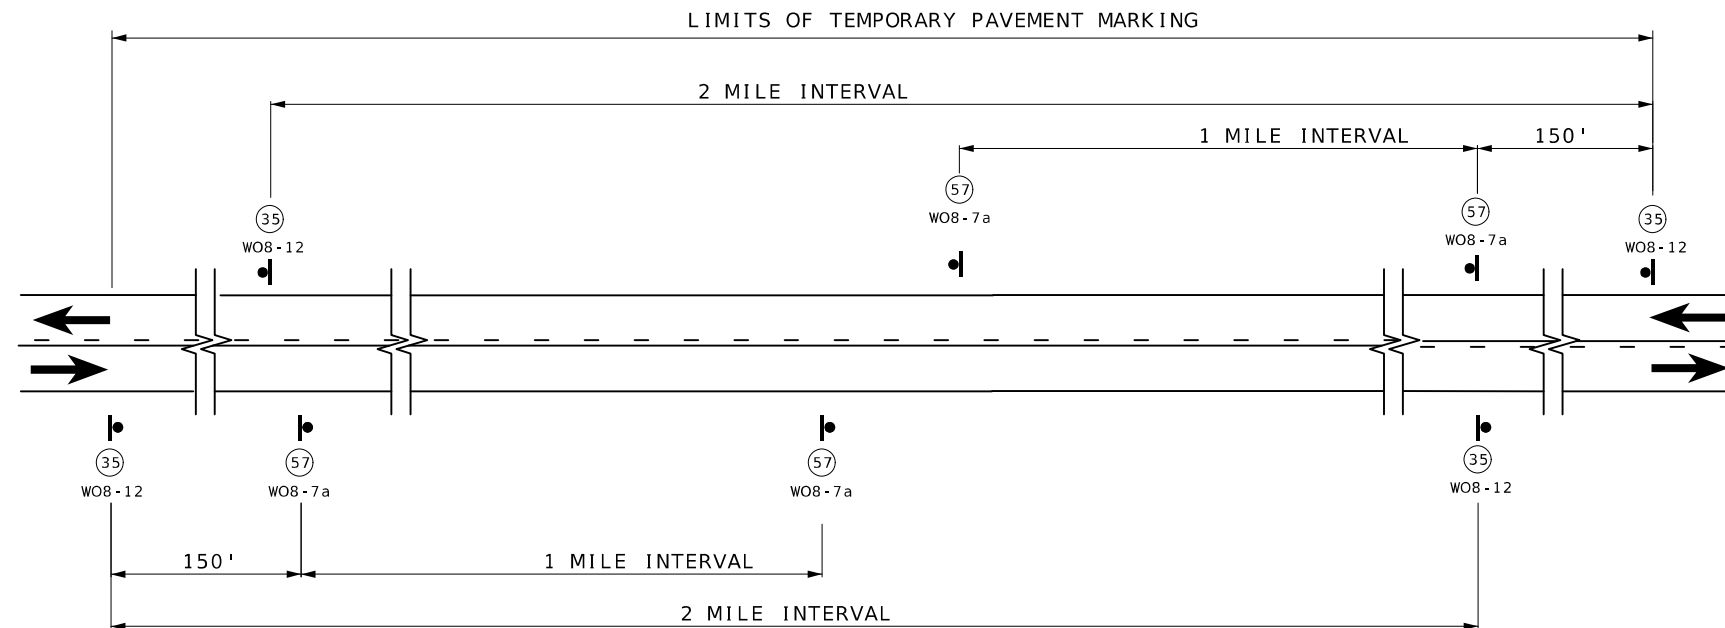 LIMITS OF TEMPORARY PAVEMENT MARKING
2 MILE INTERVAL
1 MILE INTERVAL 150'
57
WO8-7a
35
WO8-12
57
WO8-7a
35
WO8-12
35
WO8-12
57
WO8-7a
57
WO8-7a
35
WO8-12
150' 1 MILE INTERVAL
2 MILE INTERVAL